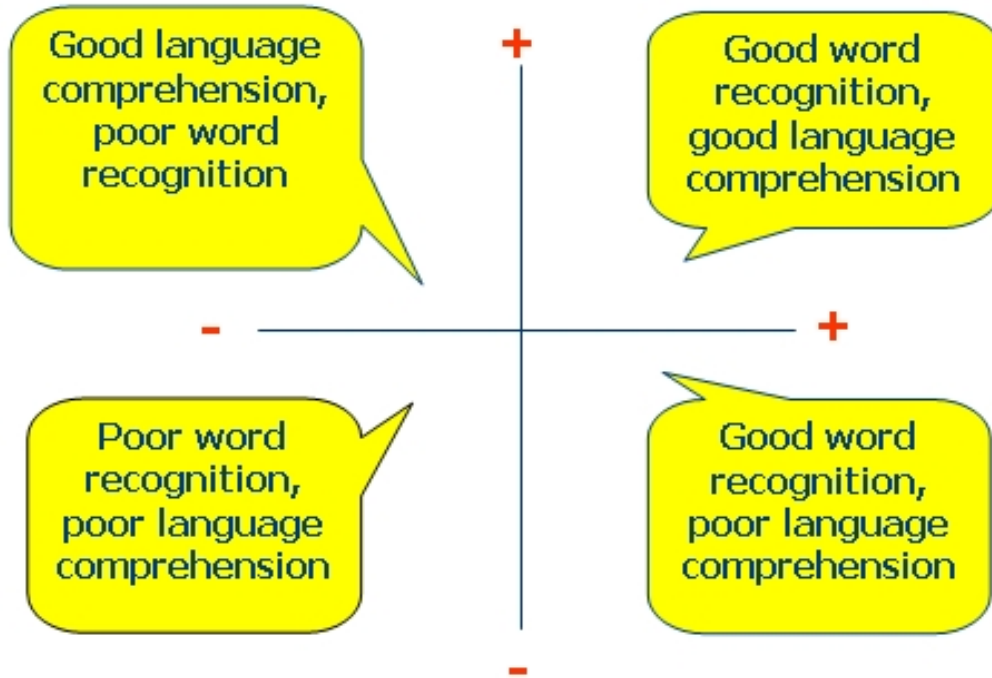 Good language
comprehension,
poor word
recognition
+
Good word
recognition,
good language
comprehension
-
+
Poor word
recognition,
poor language
comprehension
Good word
recognition,
poor language
comprehension
-